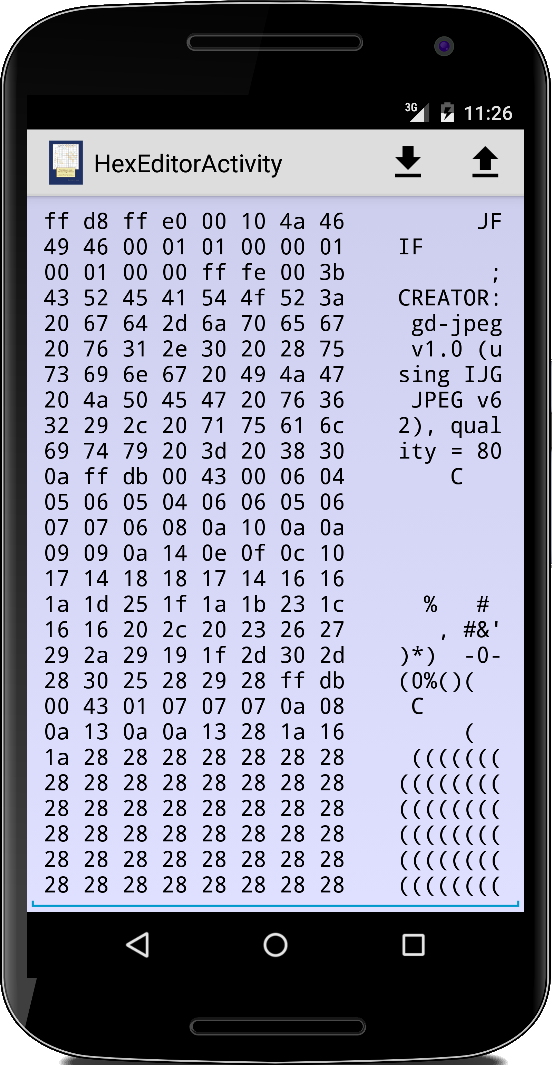 3G 11:26
HexEditorActivity
ff d8 ff e0 00 10 4a 46 JF
49 46 00 01 01 00 00 01 IF
00 01 00 00 ff fe 00 3b ;
43 52 45 41 54 4f 52 3a CREATOR:
20 67 64 2d 6a 70 65 67 gd-jpeg
20 76 31 2e 30 20 28 75 v1.0 (u
73 69 6e 67 20 49 4a 47 sing IJG
20 4a 50 45 47 20 76 36 JPEG v6
32 29 2c 20 71 75 61 6c 2), qual
69 74 79 20 3d 20 38 30 ity = 80
0a ff db 00 43 00 06 04 C
05 06 05 04 06 06 05 06
07 07 06 08 0a 10 0a 0a
09 09 0a 14 0e 0f 0c 10
17 14 18 18 17 14 16 16
1a 1d 25 1f 1a 1b 23 1c % #
16 16 20 2c 20 23 26 27 , #&'
29 2a 29 19 1f 2d 30 2d )*) -0-
28 30 25 28 29 28 ff db (0%()(
00 43 01 07 07 07 0a 08 C
0a 13 0a 0a 13 28 1a 16 (
1a 28 28 28 28 28 28 28 (((((((
28 28 28 28 28 28 28 28 ((((((((
28 28 28 28 28 28 28 28 ((((((((
28 28 28 28 28 28 28 28 ((((((((
28 28 28 28 28 28 28 28 ((((((((
28 28 28 28 28 28 28 28 ((((((((